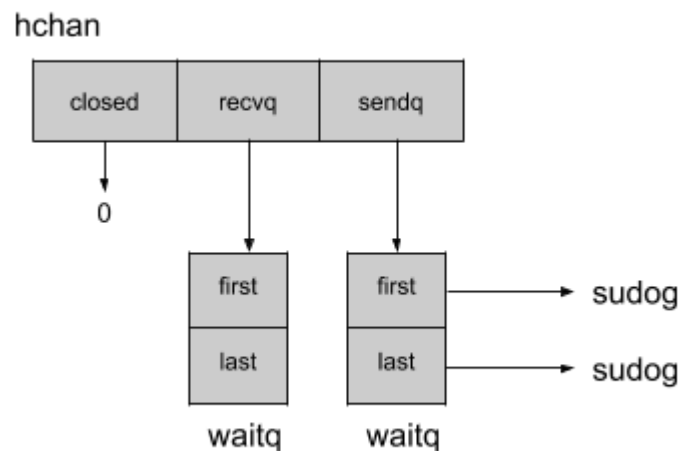 hchan
closed recvq sendq
0
first first sudog
last last sudog
waitq waitq